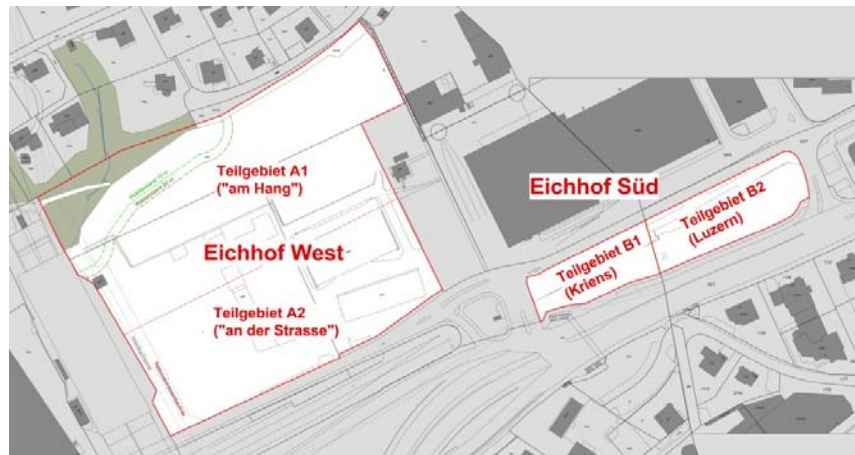 Teilgebiet A1
("am Hang")
Eichhof West
Teilgebiet A2
("an der Strasse")
Eichhof Süd
Teilgebiet B1
(Kriens)
Teilgebiet B2
(Luzern)